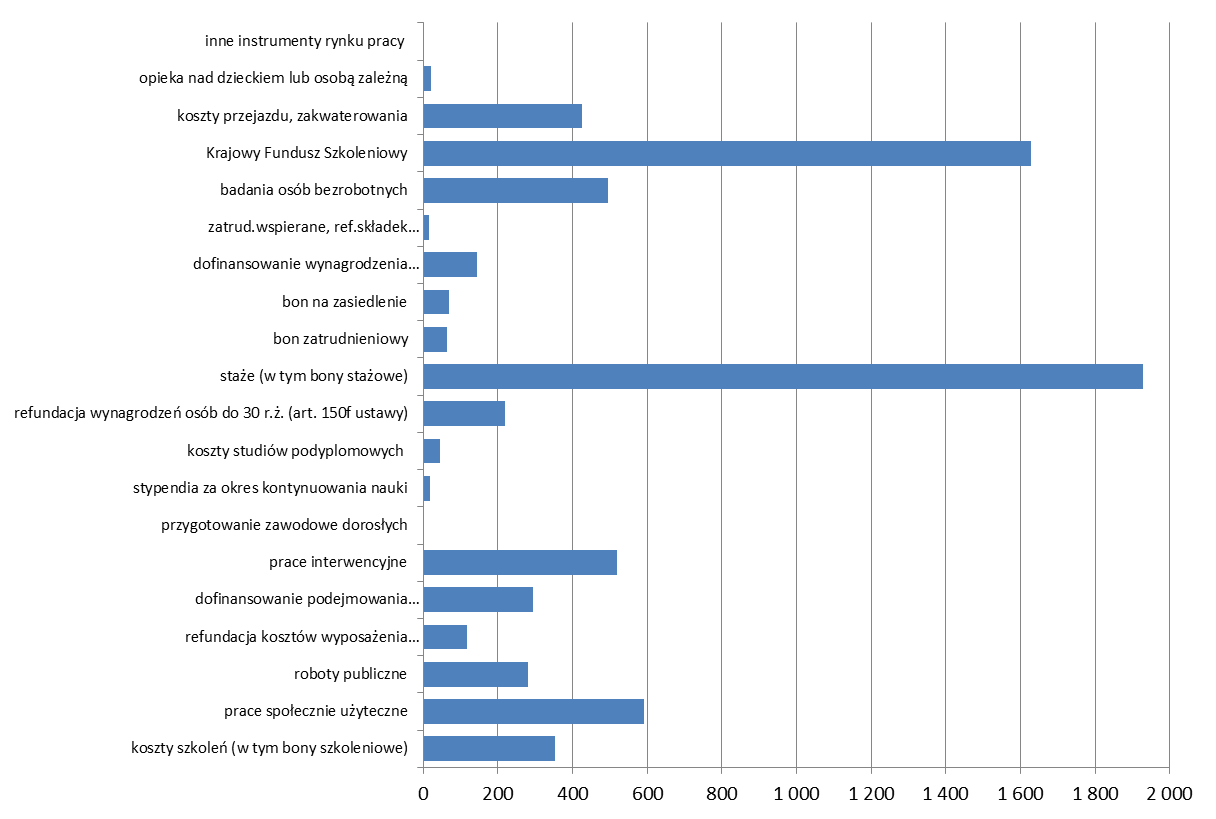 inne instrumenty rynku pracy
opieka nad dzieckiem lub osobą zależną
koszty przejazdu, zakwaterowania
Krajowy Fundusz Szkoleniowy
badania osób bezrobotnych
zatrud.wspierane, ref.składek...
dofinansowanie wynagrodzenia...
bon na zasiedlenie
bon zatrudnieniowy
staże (w tym bony stażowe)
refundacja wynagrodzeń osób do 30 r.ż. (art. 150f ustawy)
koszty studiów podyplomowych
stypendia za okres kontynuowania nauki
przygotowanie zawodowe dorosłych
prace interwencyjne
dofinansowanie podejmowania...
refundacja kosztów wyposażenia...
roboty publiczne
prace społecznie użyteczne
koszty szkoleń (w tym bony szkoleniowe)
0 200 400 600 800 1 000 1 200 1 400 1 600 1 800 2 000